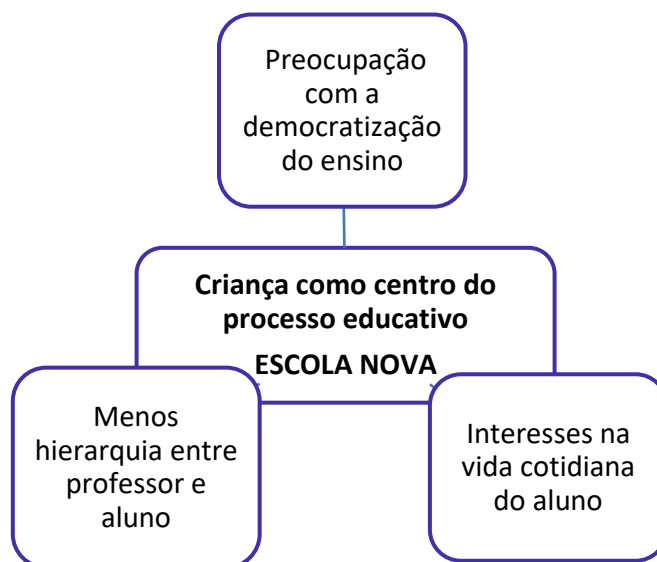 Preocupação
com a
democratização
do ensino
Criança como centro do
processo educativo
ESCOLA NOVA
Menos
hierarquia entre
professor e
aluno
Interesses na
vida cotidiana
do aluno